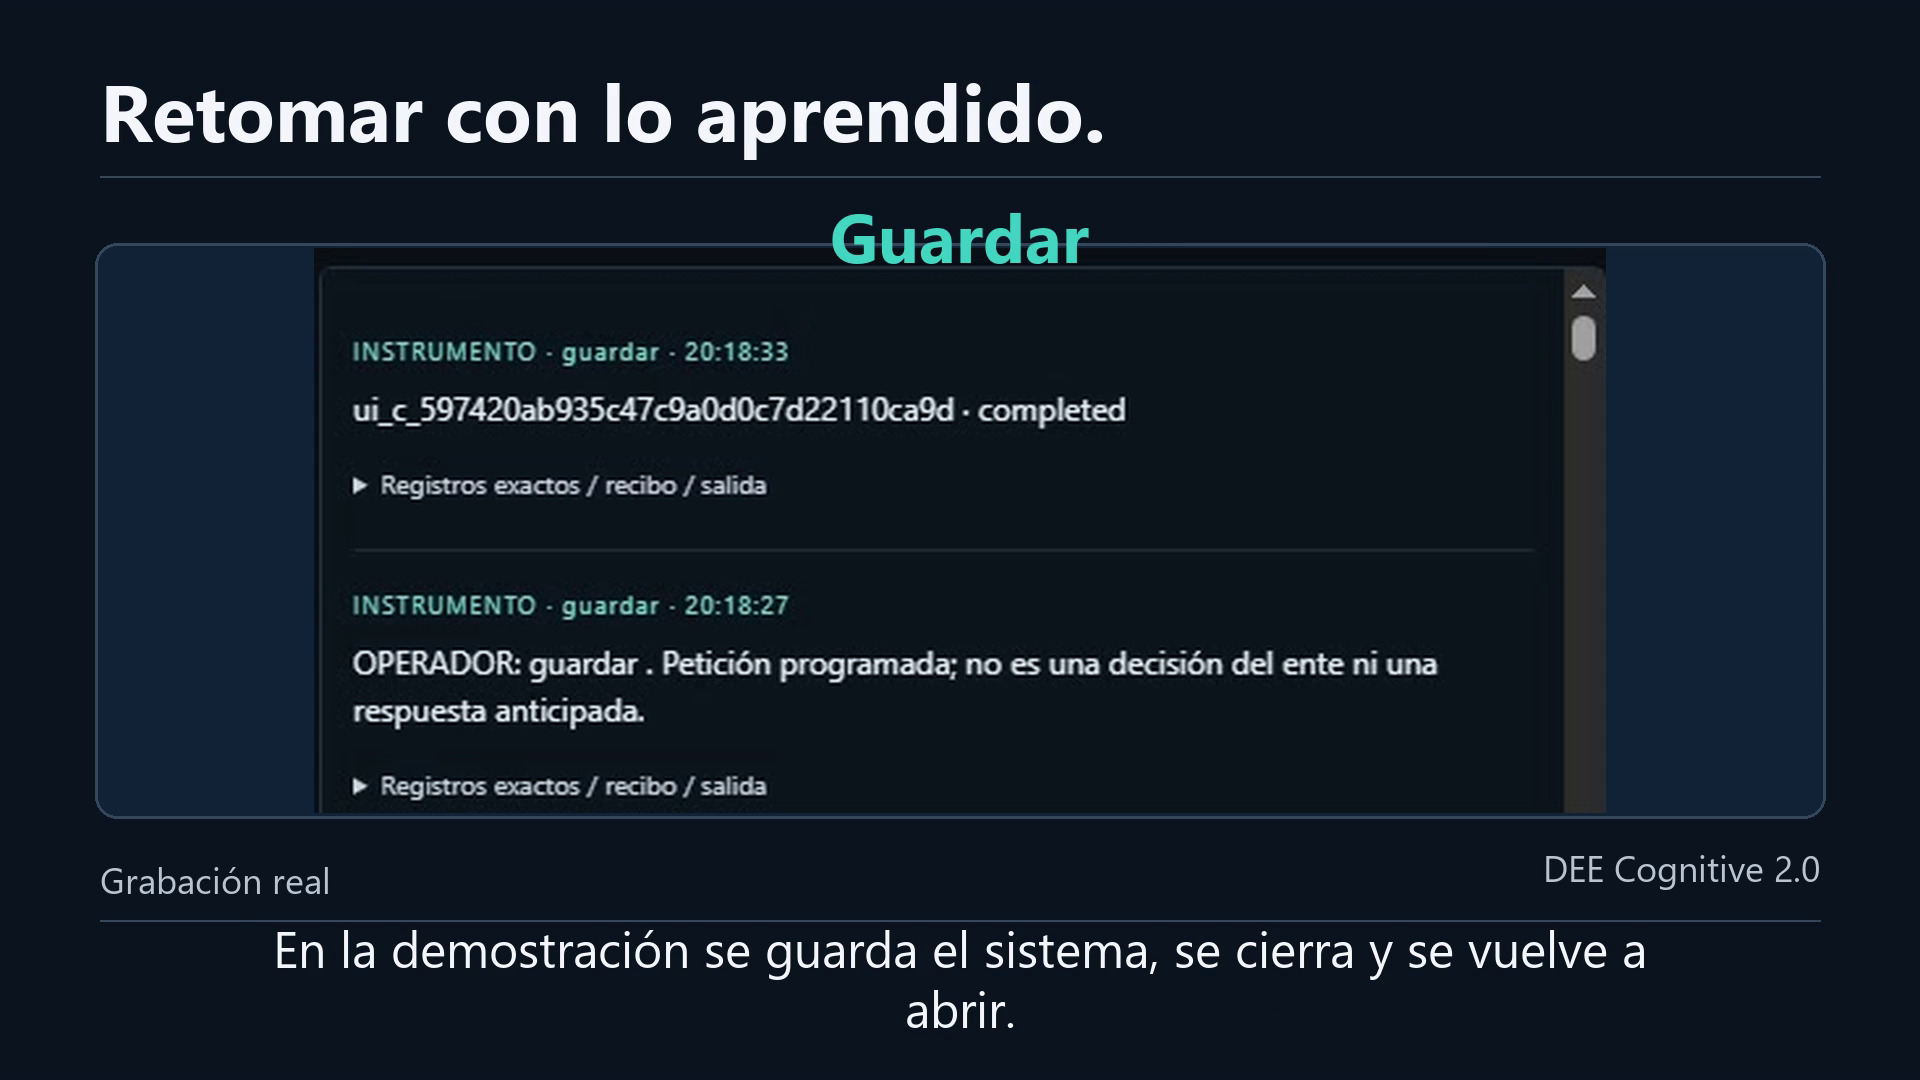 Retomar con lo aprendido.
Guardar
INSTRUMENTO · guardar · 20:18:33
ui_c_597420ab935c47c9a0d0c7d22110ca9d · completed
▶ Registros exactos / recibo / salida
INSTRUMENTO · guardar · 20:18:27
OPERADOR: guardar . Petición programada; no es una decisión del ente ni una
respuesta anticipada.
▶ Registros exactos / recibo / salida
Grabación real
DEE Cognitive 2.0
En la demostración se guarda el sistema, se cierra y se vuelve a
abrir.